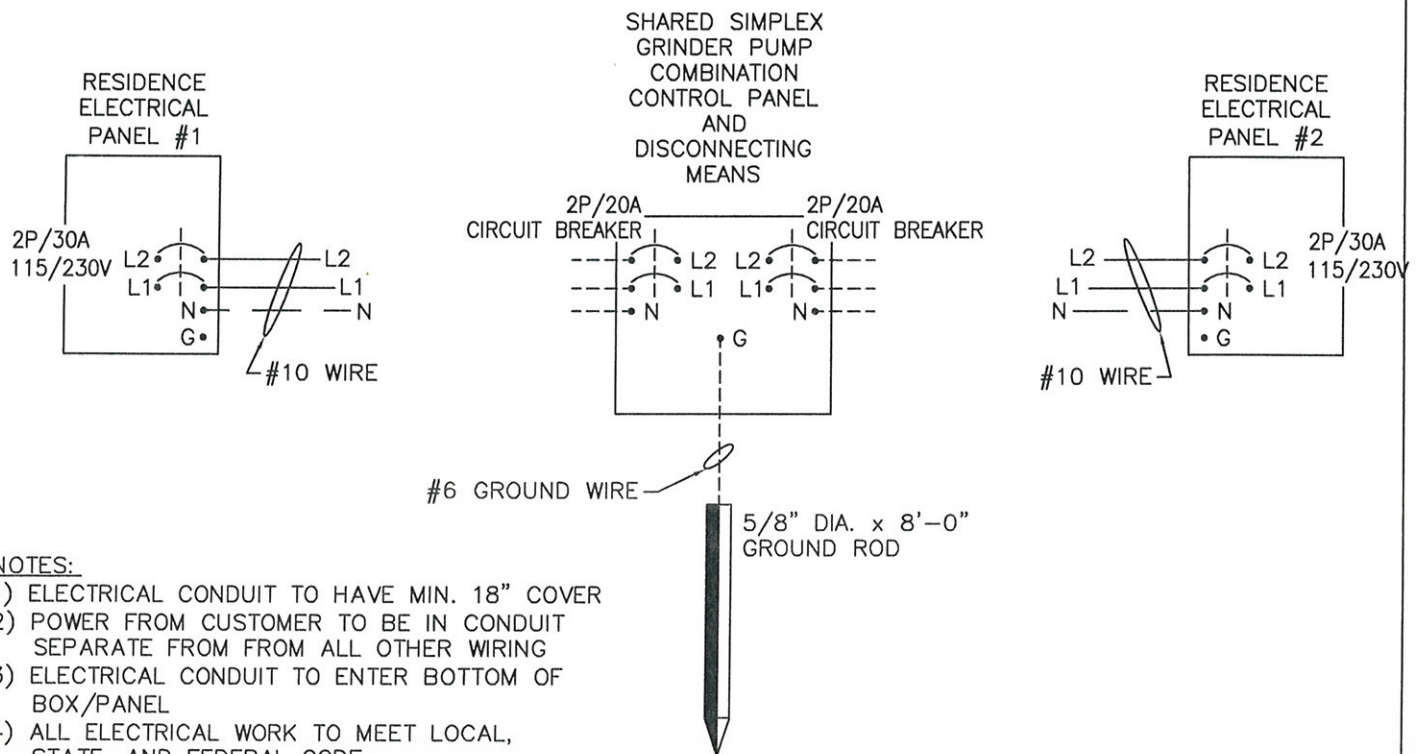 SHARED SIMPLEX
GRINDER PUMP
COMBINATION
CONTROL PANEL
AND
DISCONNECTING
MEANS
RESIDENCE
ELECTRICAL
PANEL #1
2P/30A
115/230V
L2
L1
N
G
L2
L1
N
#10 WIRE
2P/20A
CIRCUIT BREAKER
2P/20A
CIRCUIT BREAKER
L2
L1
N
L2
L1
N
G
RESIDENCE
ELECTRICAL
PANEL #2
2P/30A
115/230V
L2
L1
N
L2
L1
N
G
#10 WIRE
#6 GROUND WIRE
5/8" DIA. x 8'-0"
GROUND ROD
NOTES:
) ELECTRICAL CONDUIT TO HAVE MIN. 18" COVER
2) POWER FROM CUSTOMER TO BE IN CONDUIT
SEPARATE FROM FROM ALL OTHER WIRING
3) ELECTRICAL CONDUIT TO ENTER BOTTOM OF
BOX/PANEL
) ALL ELECTRICAL WORK TO MEET LOCAL,